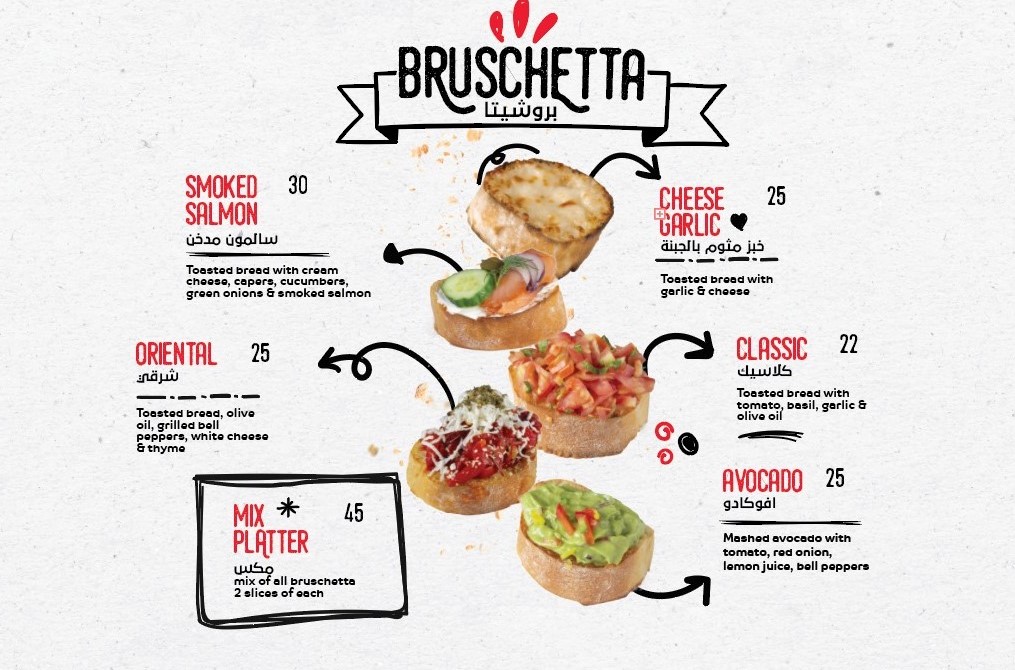 BRUSCHETTA
بروشيتا
SMOKED 30
SALMON
سالمون مدخن
Toasted bread with cream
cheese, capers, cucumbers,
green onions & smoked salmon
CHEESE 25
GARLIC
خبز مثوم بالجبنة
Toasted bread with
garlic & cheese
ORIENTAL 25
شرقي
Toasted bread, olive
oil, grilled bell
peppers, white cheese
& thyme
CLASSIC 22
كلاسيك
Toasted bread with
tomato, basil, garlic &
olive oil
AVOCADO 25
افوكادو
Mashed avocado with
tomato, red onion,
lemon juice, bell peppers
MIX * 45
PLATTER
مكس
mix of all bruschetta
2 slices of each